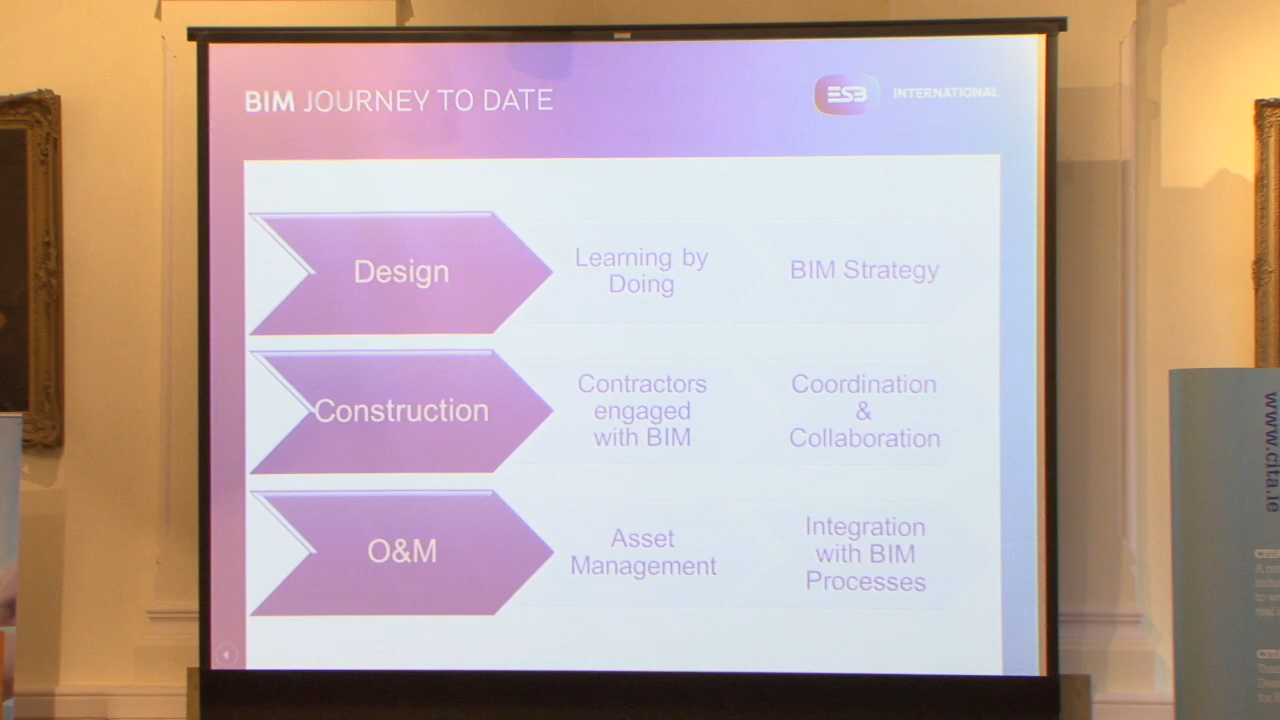 BIM JOURNEY TO DATE
ESB INTERNATIONAL
Design
Learning by
Doing
BIM Strategy
Construction
Contractors
engaged
with BIM
Coordination
&
Collaboration
O&M
Asset
Management
Integration
with BIM
Processes
www.cita.ie